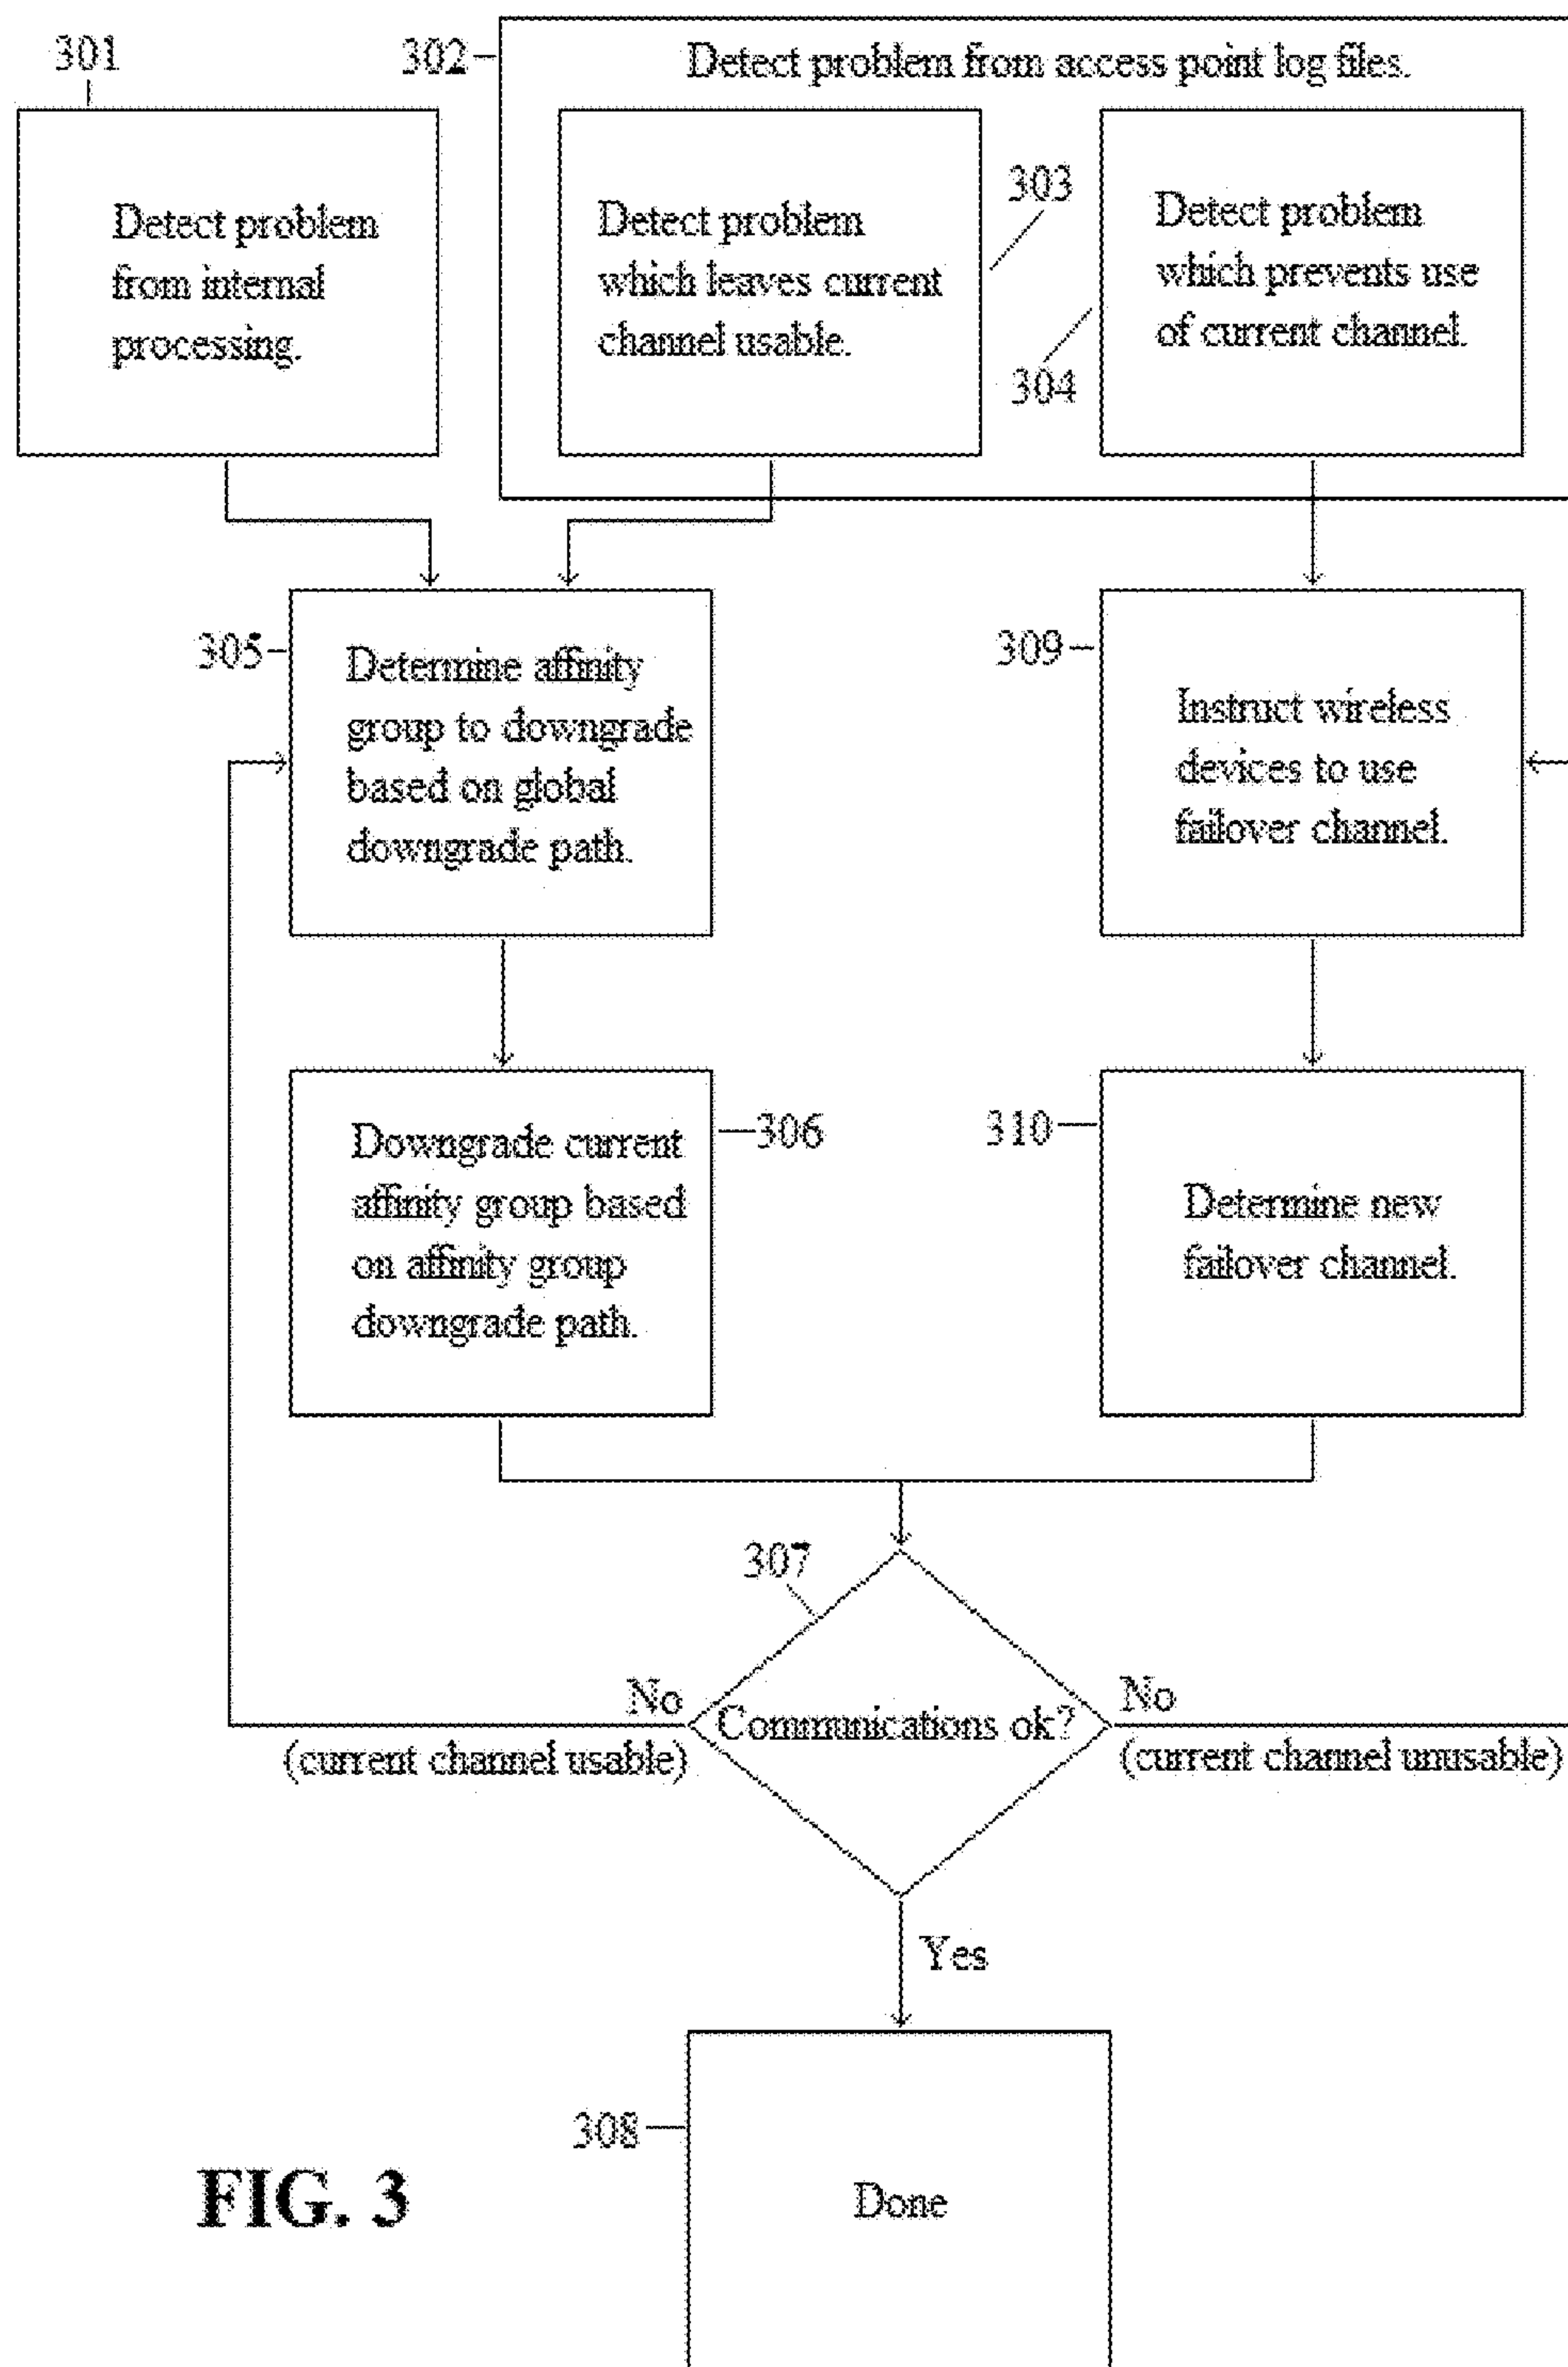 301
302
Detect problem from access point log files.
Detect problem
from internal
processing.
Detect problem
which leaves current
channel usable.
303
304
Detect problem
which prevents use
of current channel.
305
Determine affinity
group to downgrade
based on global
downgrade path.
309
Instruct wireless
devices to use
failover channel.
Downgrade current
affinity group based
on affinity group
downgrade path.
306
310
Determine new
failover channel.
307
No
(current channel usable)
Communications ok?
No
(current channel unusable)
Yes
308
Done
FIG. 3